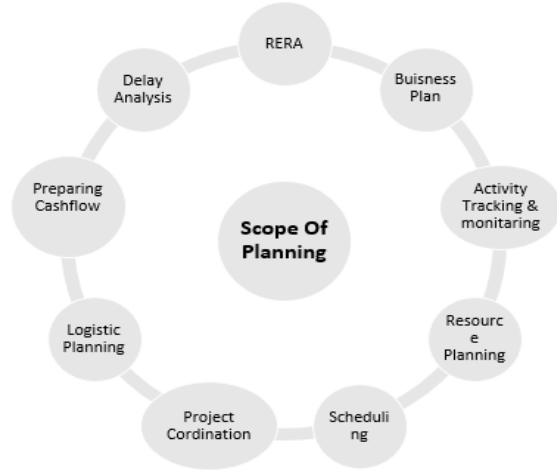 RERA
Buisness
Plan
Activity
Tracking &
monitaring
Resourc
e
Planning
Scheduli
ng
Project
Cordination
Logistic
Planning
Preparing
Cashflow
Delay
Analysis
Scope Of
Planning